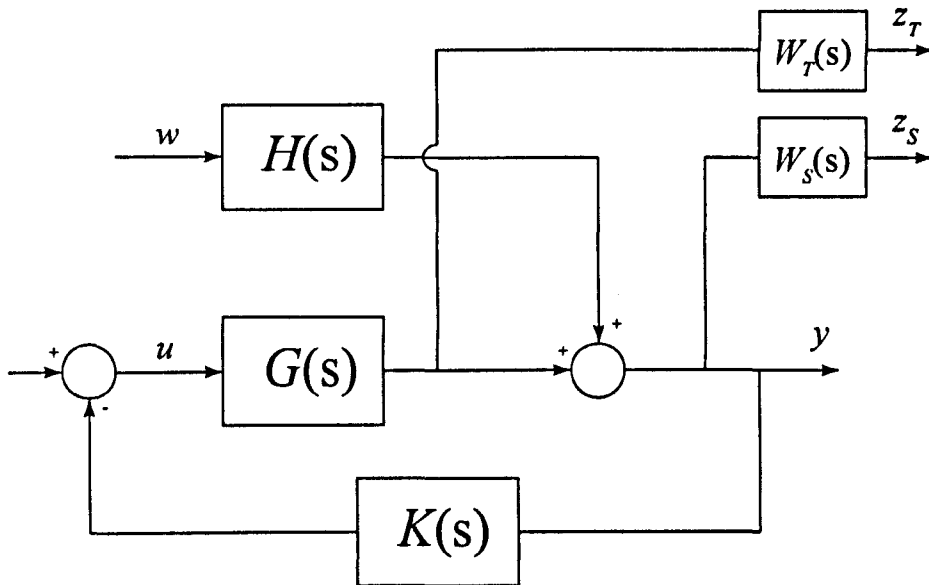 z_T
W_T(s)
w
H(s)
z_S
W_S(s)
+
+
u
G(s)
+
y
-
K(s)